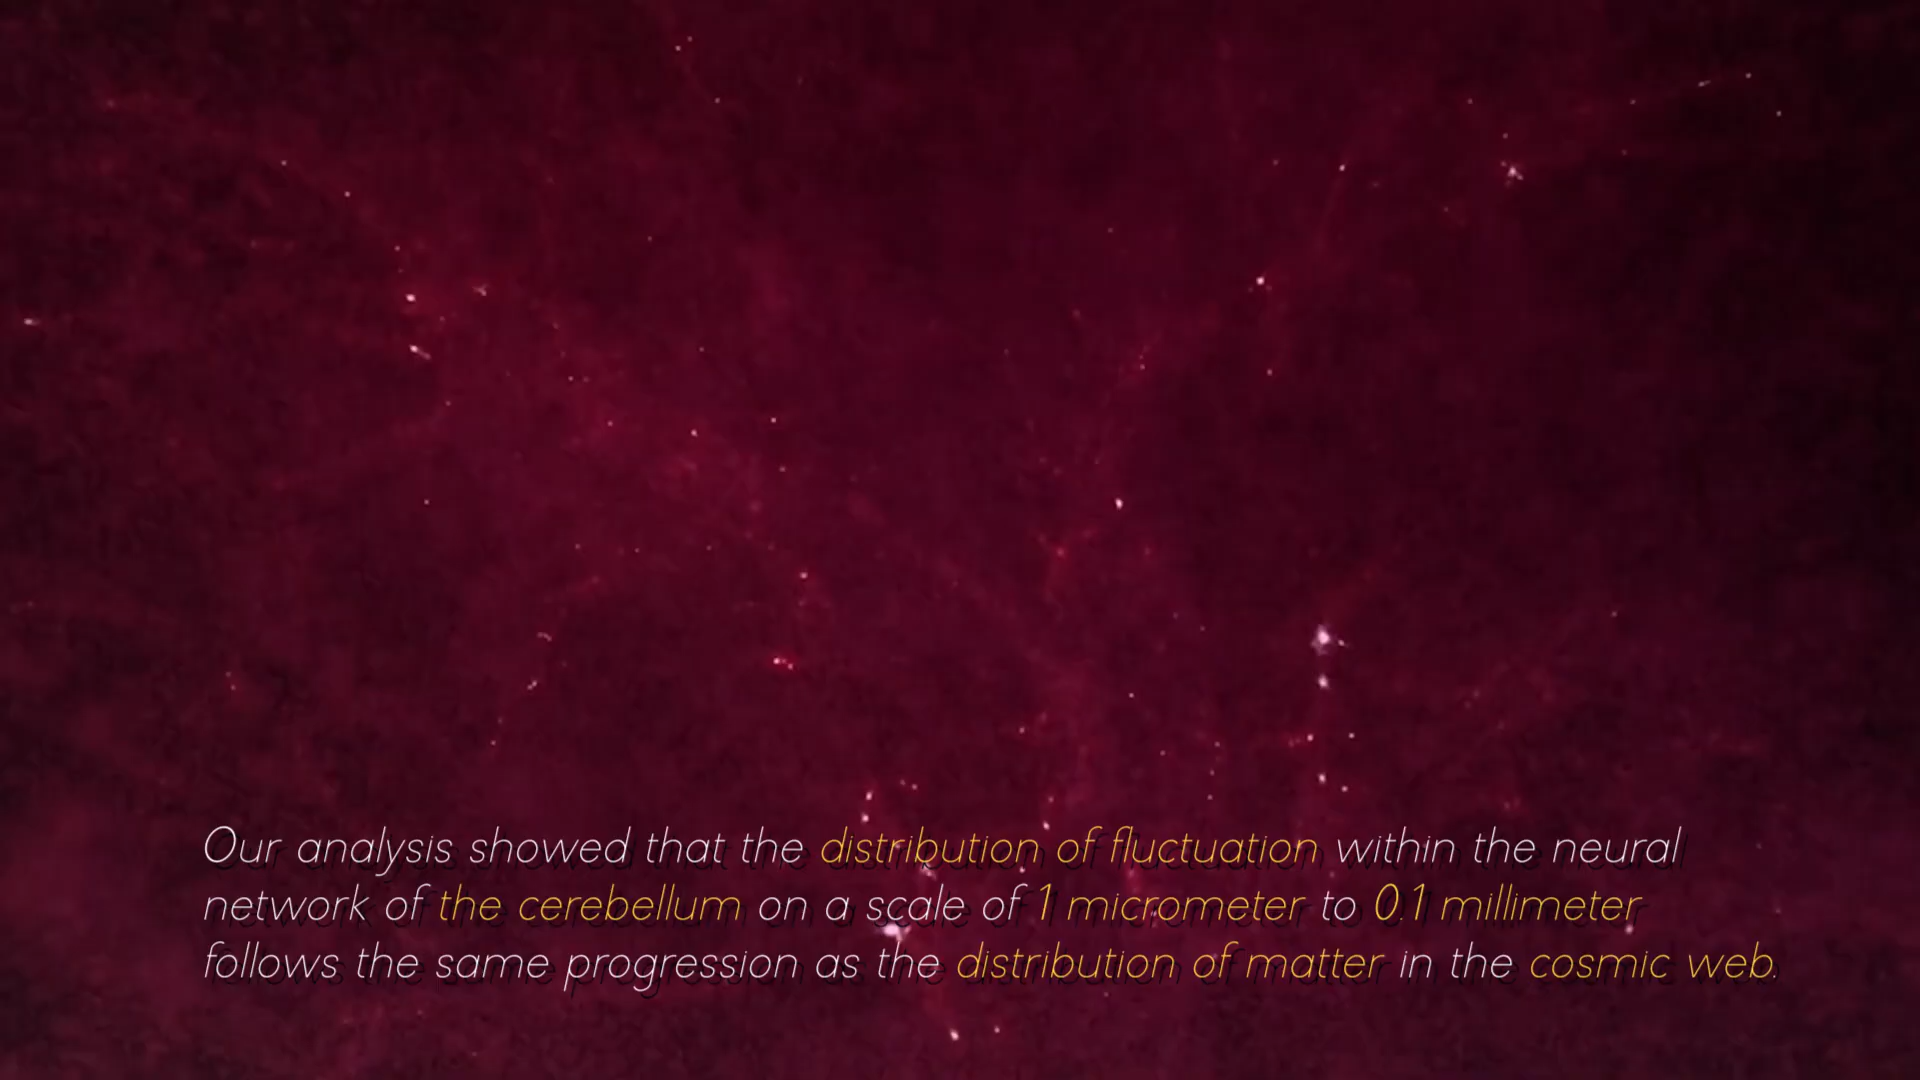 Our analysis showed that the distribution of fluctuation within the neural
network of the cerebellum on a scale of 1 micrometer to 0.1 millimeter
follows the same progression as the distribution of matter in the cosmic web.